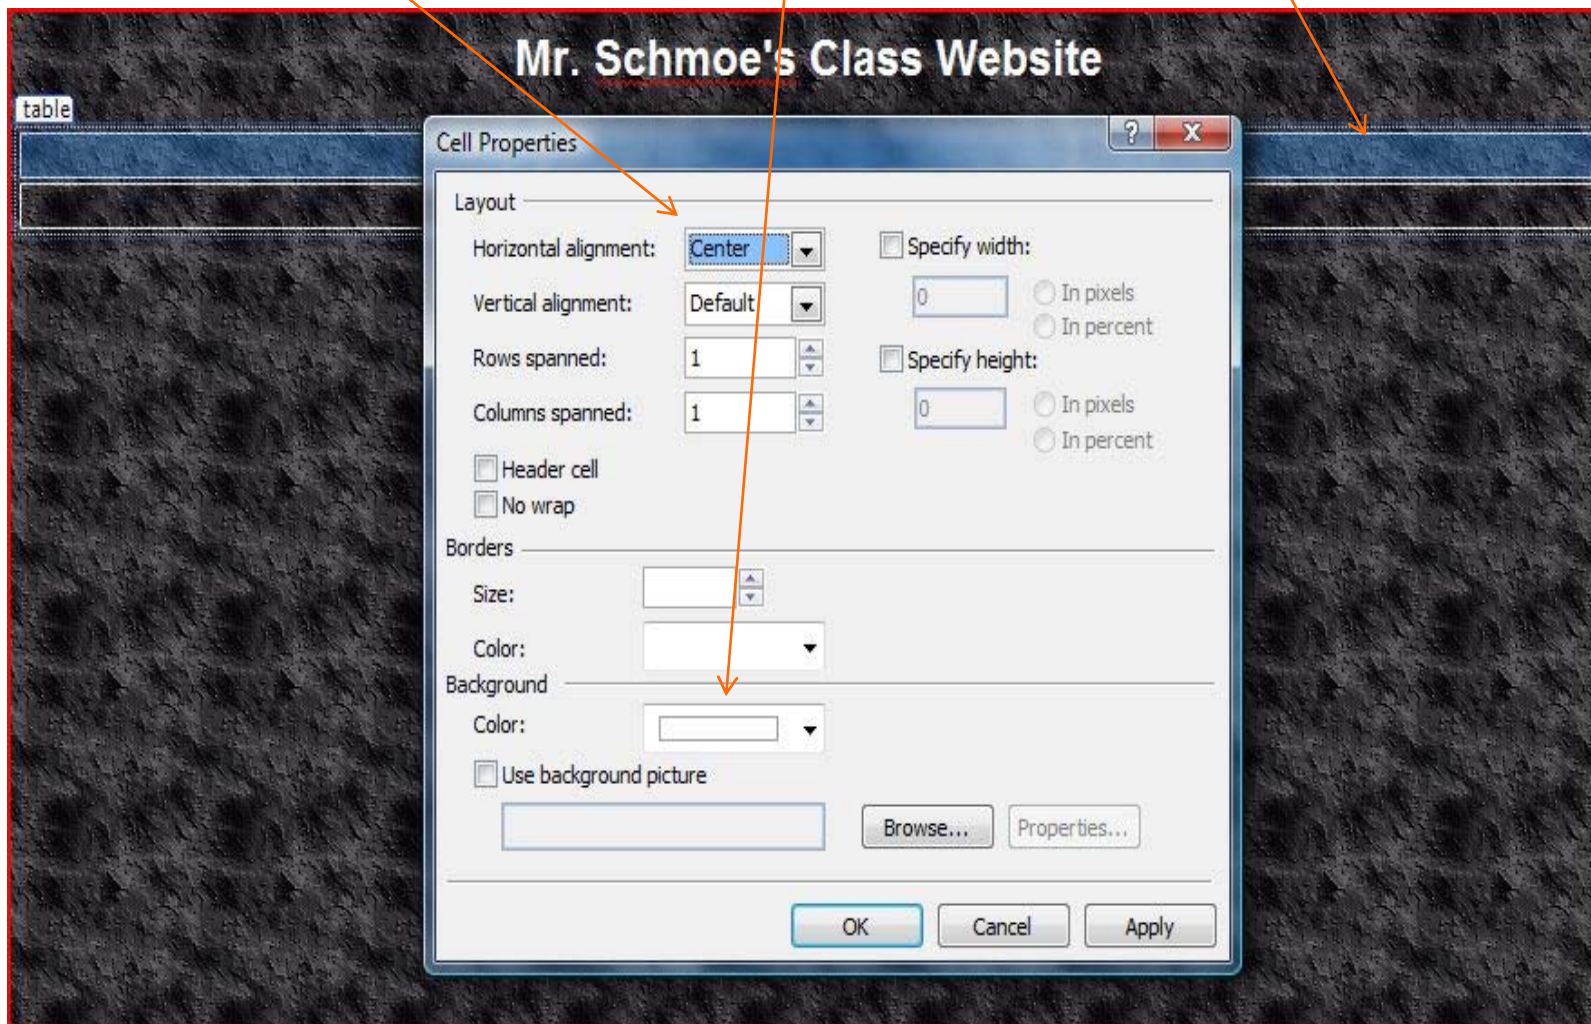 Mr. Schmoe's Class Website
table
Cell Properties
?
X
Layout
Horizontal alignment: Center
Specify width:
0
In pixels
In percent
Vertical alignment: Default
Rows spanned: 1
Specify height:
0
In pixels
In percent
Columns spanned: 1
Header cell
No wrap
Borders
Size:
Color:
Background
Color:
Use background picture
Browse... Properties...
OK Cancel Apply